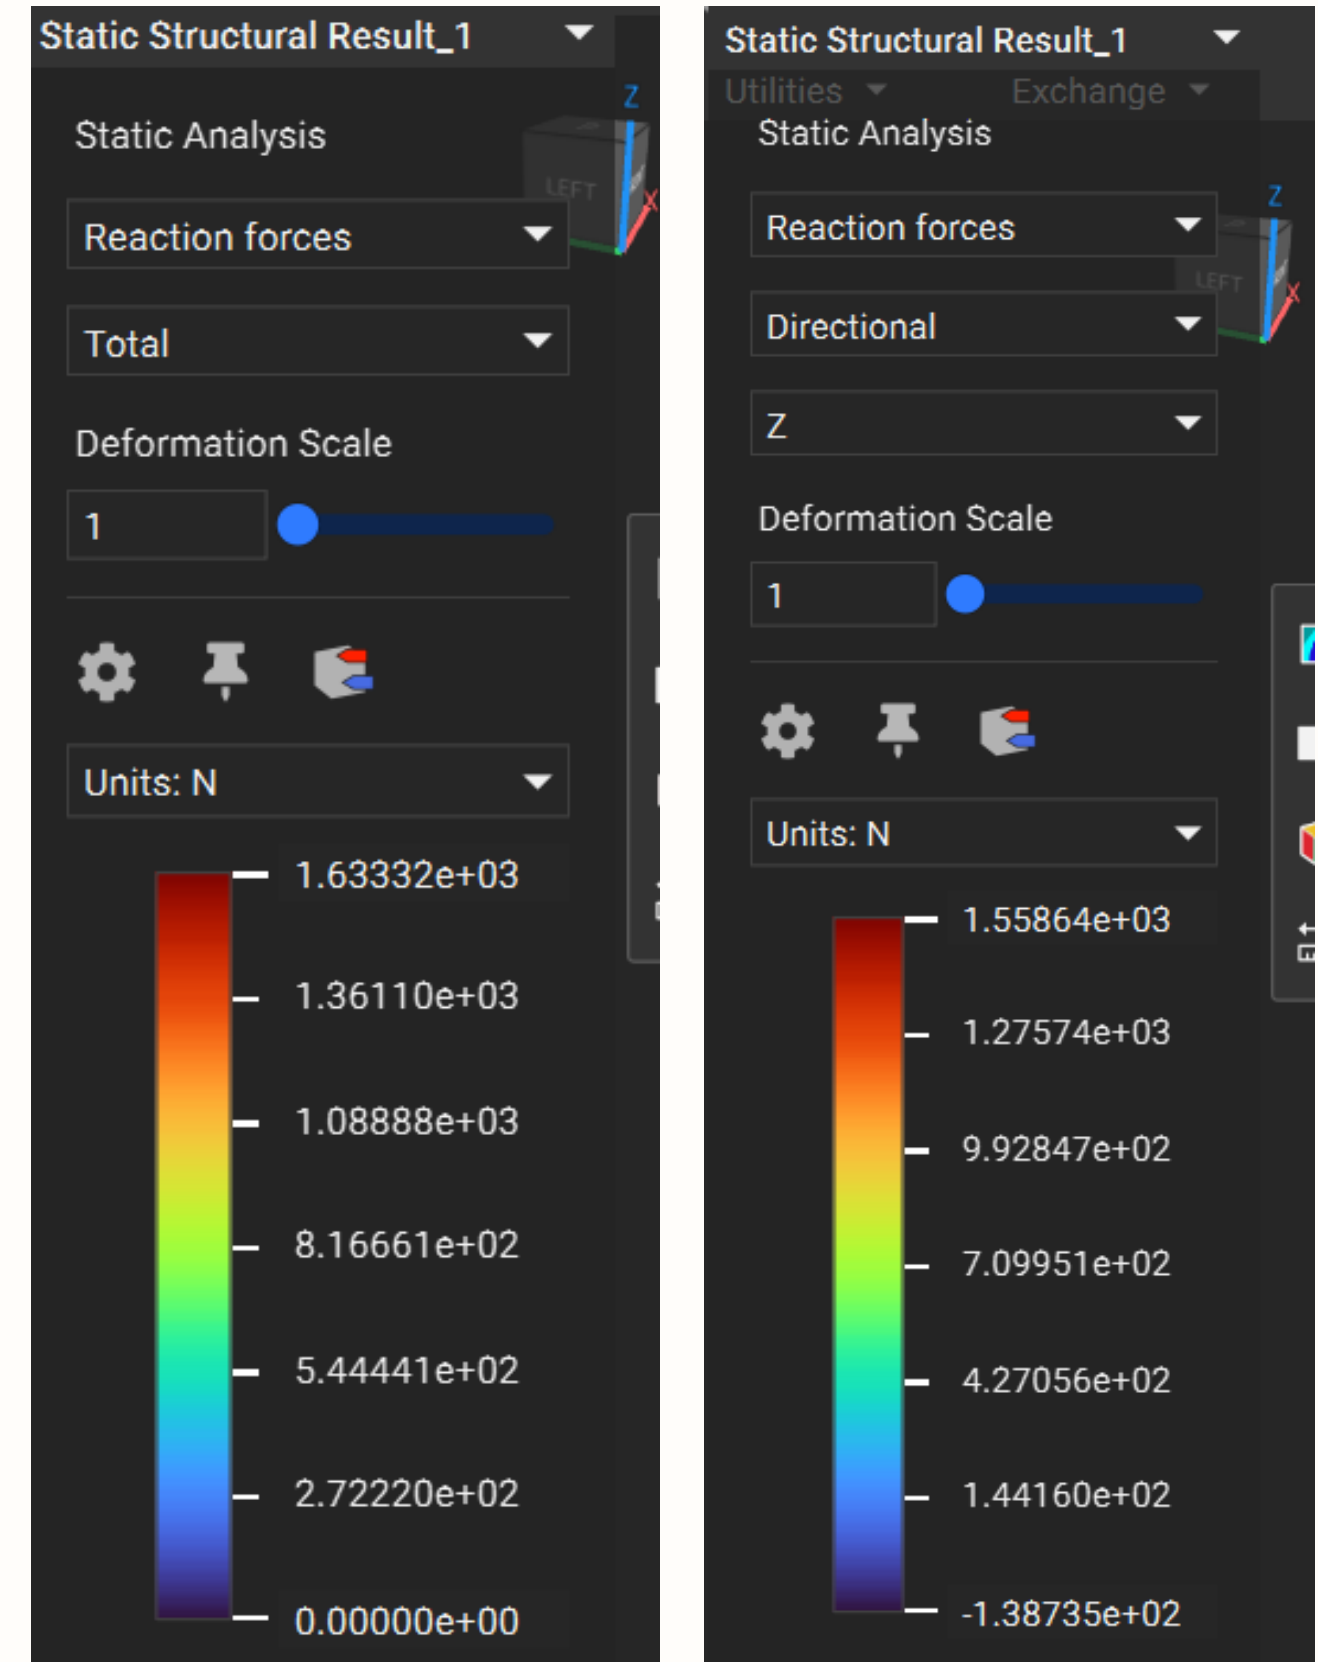 Static Structural Result_1
Z
Static Analysis
LEFT
X
Reaction forces
Total
Deformation Scale
1
Units: N
1.63332e+03
1.36110e+03
1.08888e+03
8.16661e+02
5.44441e+02
2.72220e+02
0.00000e+00
Static Structural Result_1
Utilities Exchange
Static Analysis
Z
Reaction forces
LEFT
X
Directional
Z
Deformation Scale
1
Units: N
1.55864e+03
1.27574e+03
9.92847e+02
7.09951e+02
4.27056e+02
1.44160e+02
-1.38735e+02